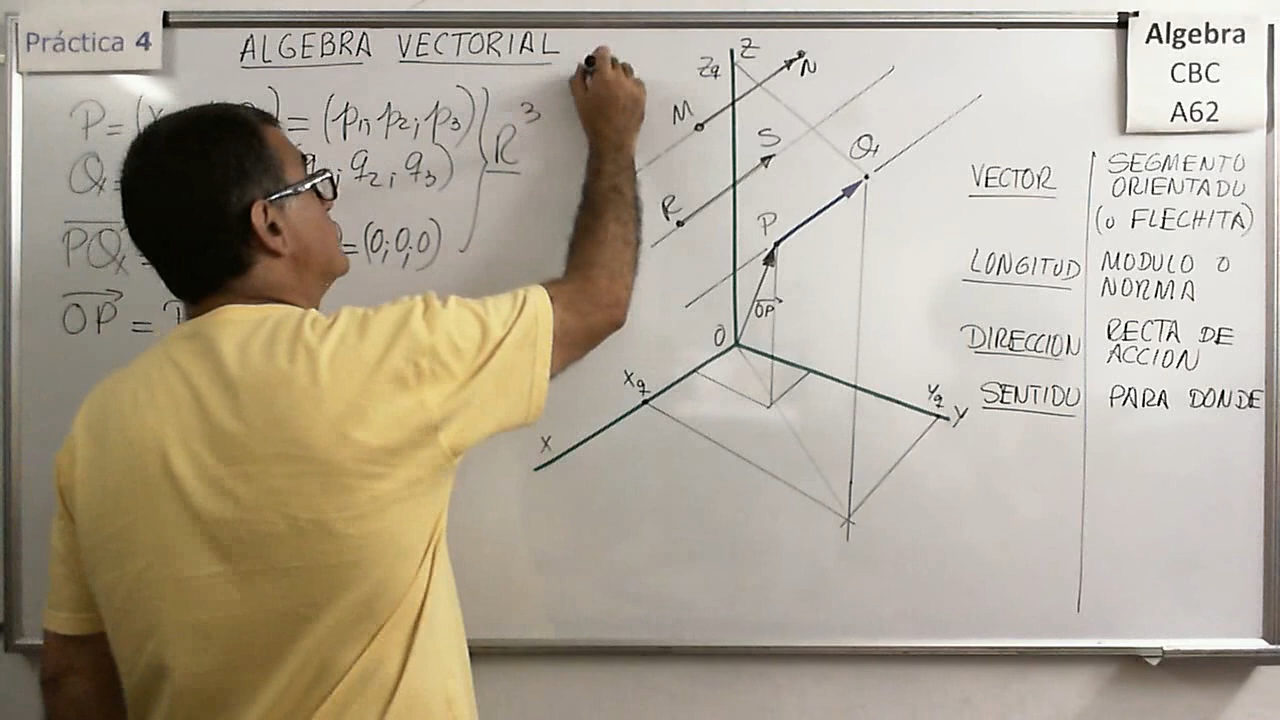 Práctica 4
ALGEBRA VECTORIAL
P = (x = (p1, p2; p3)
Q q2, q3)
R³
PQ = (0;0;0)
OP =
Zq
Z
M
N
S
R
P
Q
OP
O
Xq
X
Yq
Y
Algebra
CBC
A62
VECTOR SEGMENTO
ORIENTADO
(o FLECHITA)
LONGITUD MODULO O
NORMA
DIRECCION RECTA DE
ACCION
SENTIDO PARA DONDE